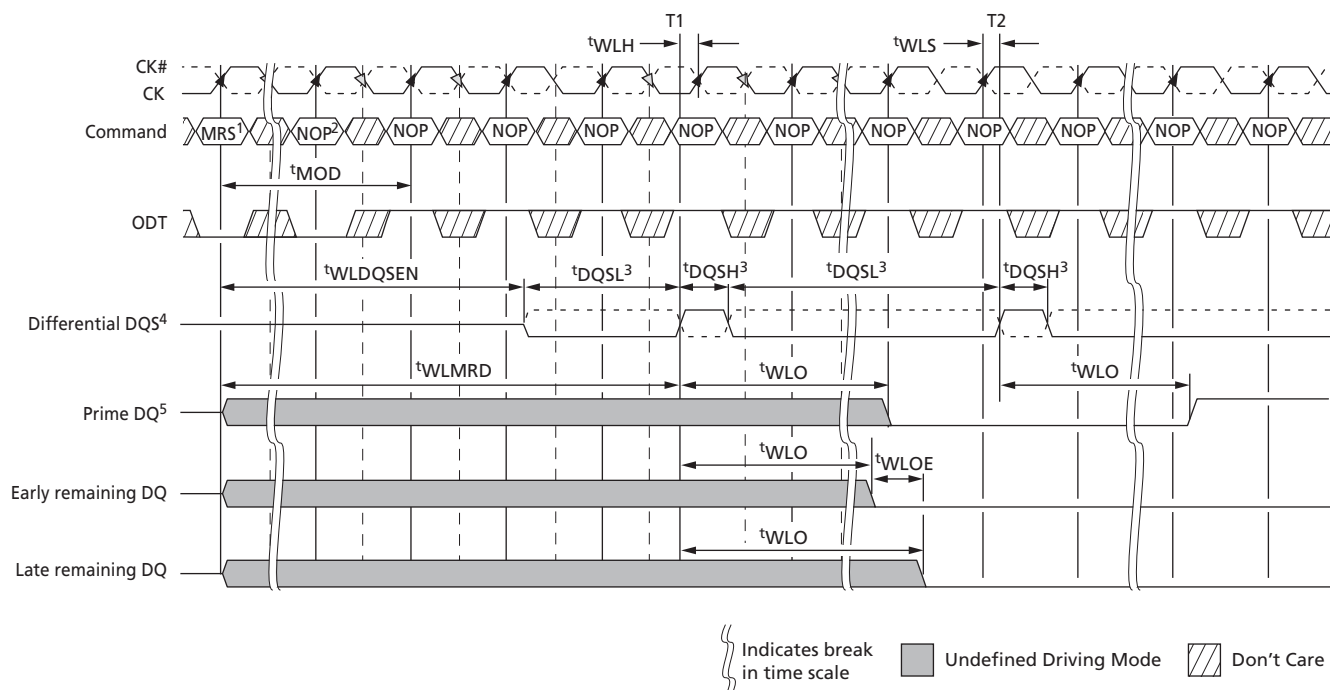 T1 T2
tWLH tWLS
CK#
CK
Command MRS1 NOP2 NOP NOP NOP NOP NOP NOP NOP NOP NOP NOP
tMOD
ODT
tWLDQSEN tDQSL3 tDQSH3 tDQSL3 tDQSH3
Differential DQS4
tWLMRD tWLO tWLO
Prime DQ5
tWLO tWLOE
Early remaining DQ
tWLO
Late remaining DQ
Indicates break
in time scale
Undefined Driving Mode
Don't Care